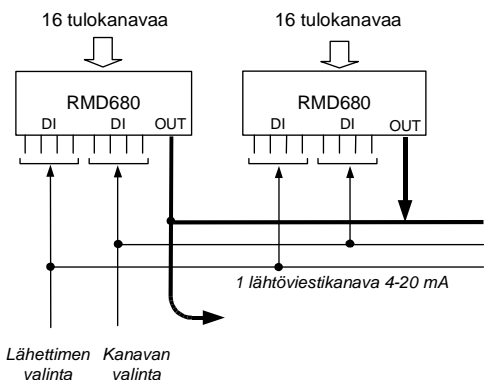 16 tulokanavaa
16 tulokanavaa
RMD680
DI
DI
OUT
RMD680
DI
DI
OUT
1 lähtöviestikanava 4-20 mA
Lähettimen
valinta
Kanavan
valinta